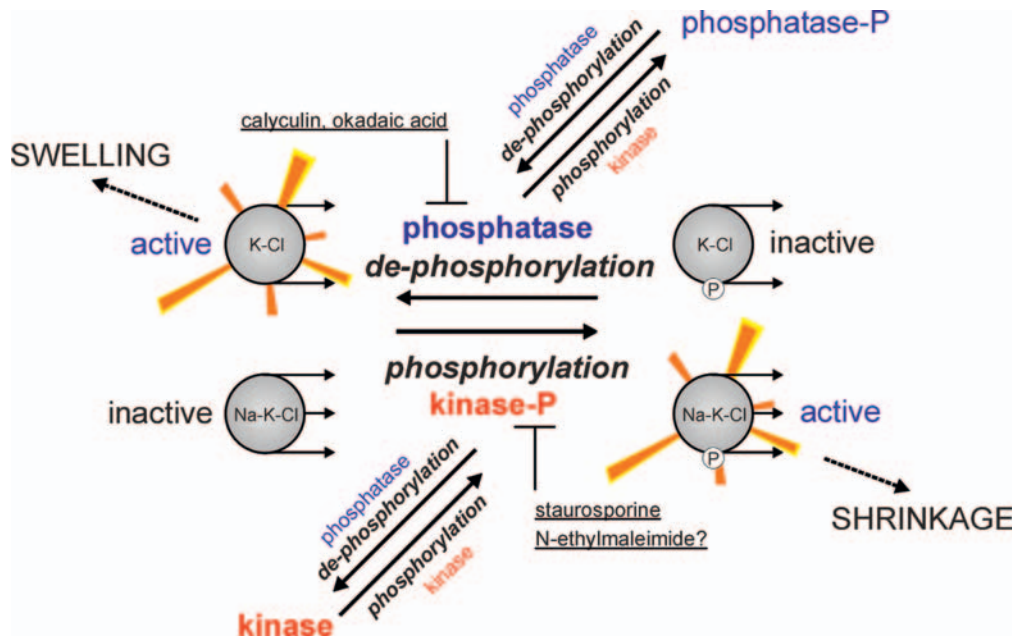 phosphatase-P
phosphatase
de-phosphorylation
phosphorylation
kinase
calyculin, okadaic acid
SWELLING
active
K-Cl
phosphatase
de-phosphorylation
K-Cl
P
inactive
phosphorylation
kinase-P
inactive
Na-K-Cl
Na-K-Cl
P
active
phosphatase
de-phosphorylation
phosphorylation
kinase
staurosporine
N-ethylmaleimide?
SHRINKAGE
kinase